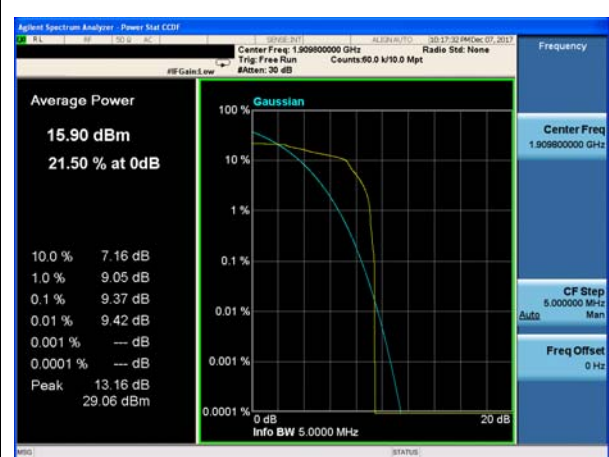 Agilent Spectrum Analyzer - Power Stat CCDF
RL RF 50 Ω AC SENSE:INT ALIGN AUTO 10:17:32 PM Dec 07, 2017
Center Freq: 1.909800000 GHz Radio Std: None
Trig: Free Run Counts:60.0 k/10.0 Mpt
#IFGain:Low #Atten: 30 dB
Frequency
Average Power
15.90 dBm
21.50 % at 0dB
10.0 % 7.16 dB
1.0 % 9.05 dB
0.1 % 9.37 dB
0.01 % 9.42 dB
0.001 % --- dB
0.0001 % --- dB
Peak 13.16 dB
29.06 dBm
Gaussian
100 %
10 %
1 %
0.1 %
0.01 %
0.001 %
0.0001 %
0 dB 20 dB
Info BW 5.0000 MHz
Center Freq
1.909800000 GHz
CF Step
5.000000 MHz
Auto Man
Freq Offset
0 Hz
MSG STATUS